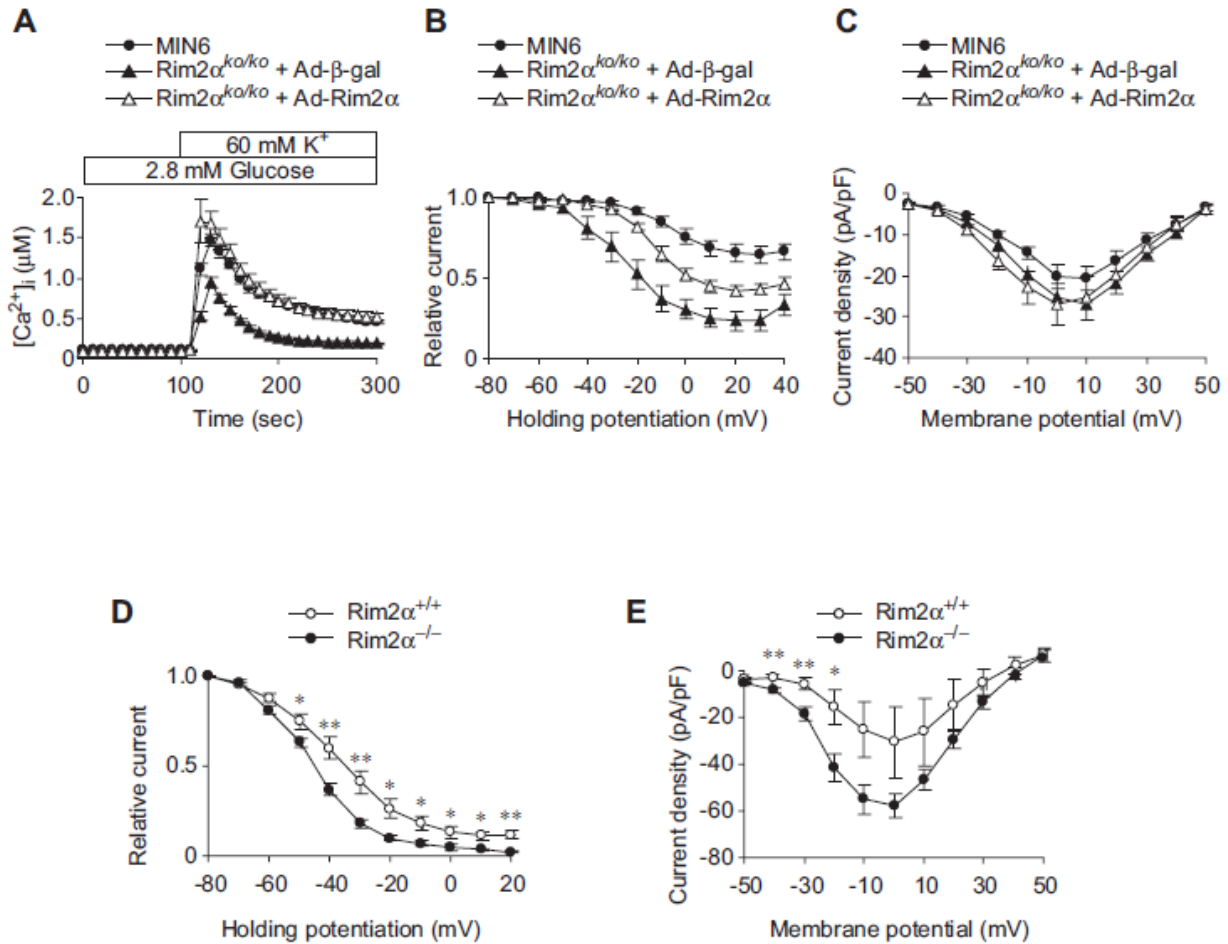 A
MIN6
Rim2α^ko/ko + Ad-β-gal
Rim2α^ko/ko + Ad-Rim2α
60 mM K⁺
2.8 mM Glucose
2.0
1.5
1.0
0.5
0
[Ca²⁺]i (μM)
0 100 200 300
Time (sec)
B
MIN6
Rim2α^ko/ko + Ad-β-gal
Rim2α^ko/ko + Ad-Rim2α
1.0
0.5
0
Relative current
-80 -60 -40 -20 0 20 40
Holding potentiation (mV)
C
MIN6
Rim2α^ko/ko + Ad-β-gal
Rim2α^ko/ko + Ad-Rim2α
0
-10
-20
-30
-40
Current density (pA/pF)
-50 -30 -10 10 30 50
Membrane potential (mV)
D
Rim2α+/+
Rim2α–/–
1.0
0.5
0
Relative current
* ** ** * * * * **
-80 -60 -40 -20 0 20
Holding potentiation (mV)
E
Rim2α+/+
Rim2α–/–
** ** *
0
-20
-40
-60
-80
Current density (pA/pF)
-50 -30 -10 10 30 50
Membrane potential (mV)